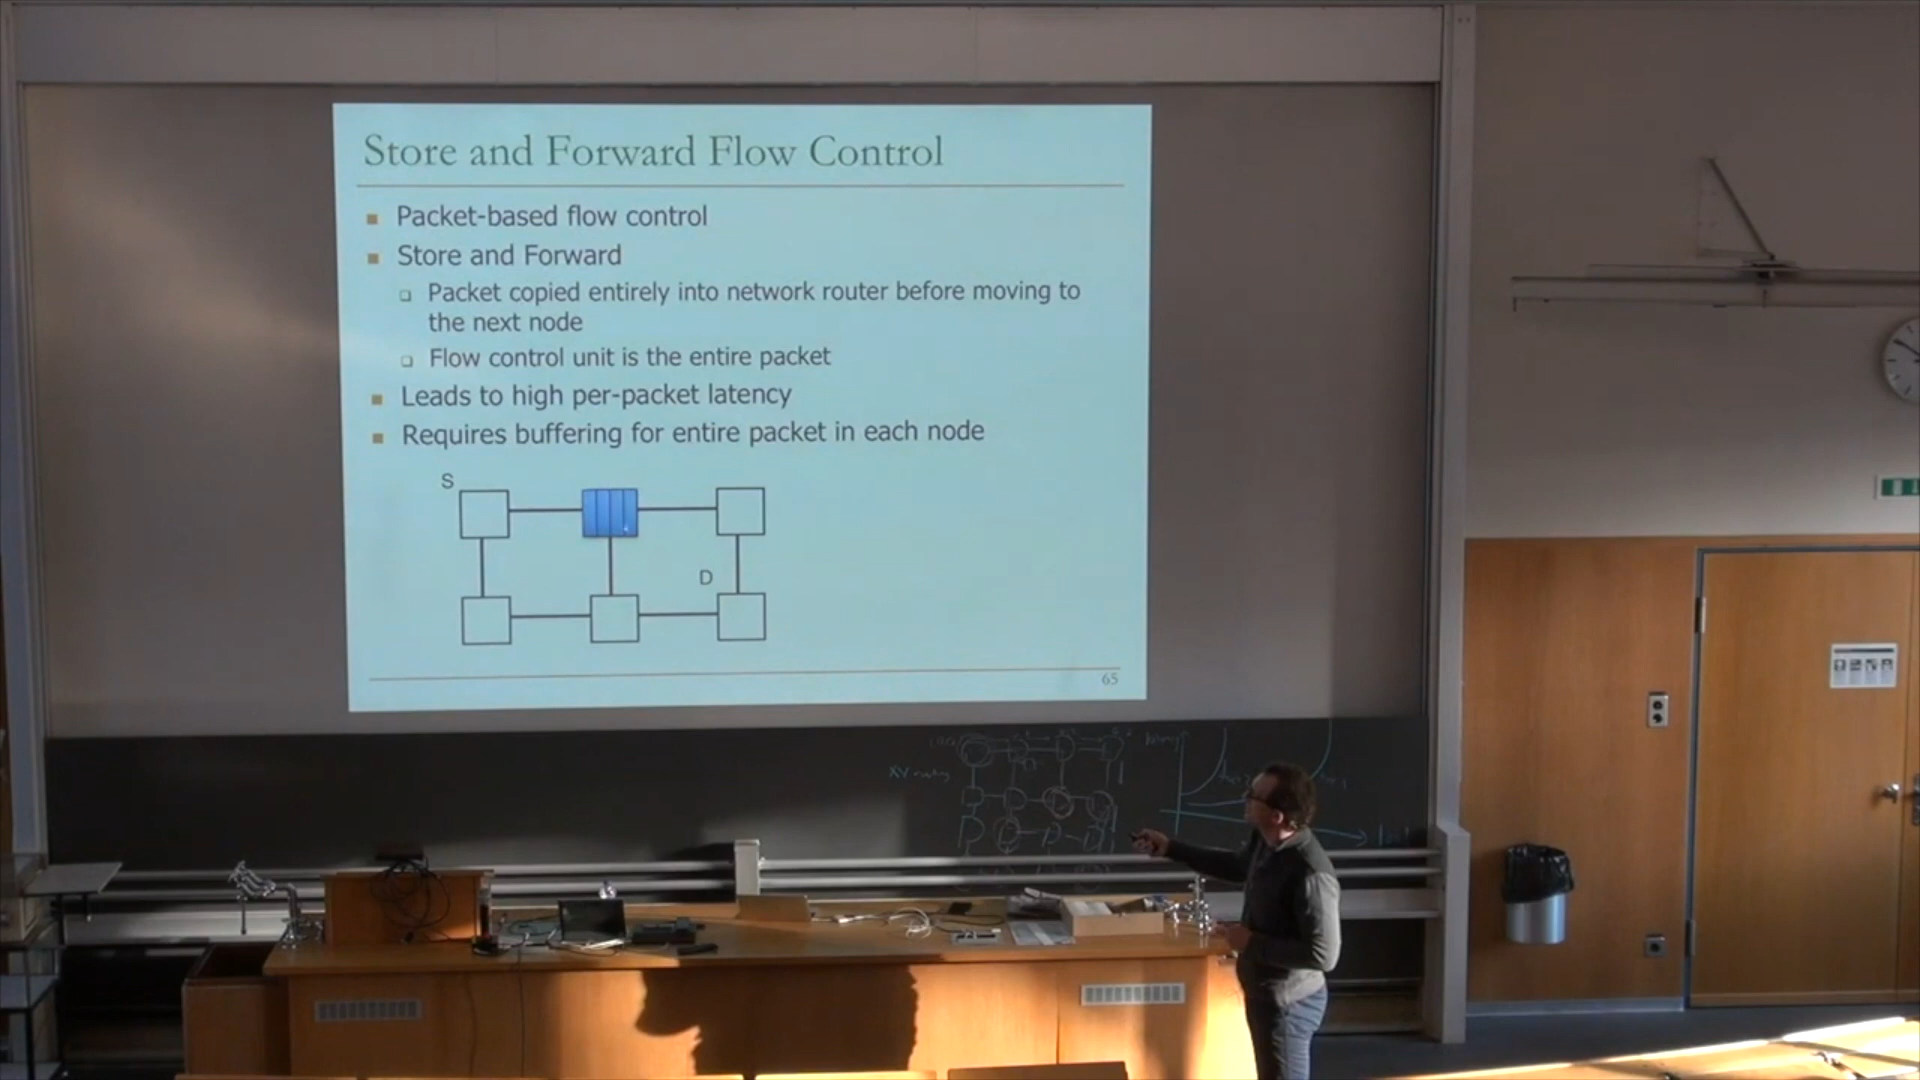 Store and Forward Flow Control
Packet-based flow control
Store and Forward
Packet copied entirely into network router before moving to
the next node
Flow control unit is the entire packet
Leads to high per-packet latency
Requires buffering for entire packet in each node
S
D
65
XY